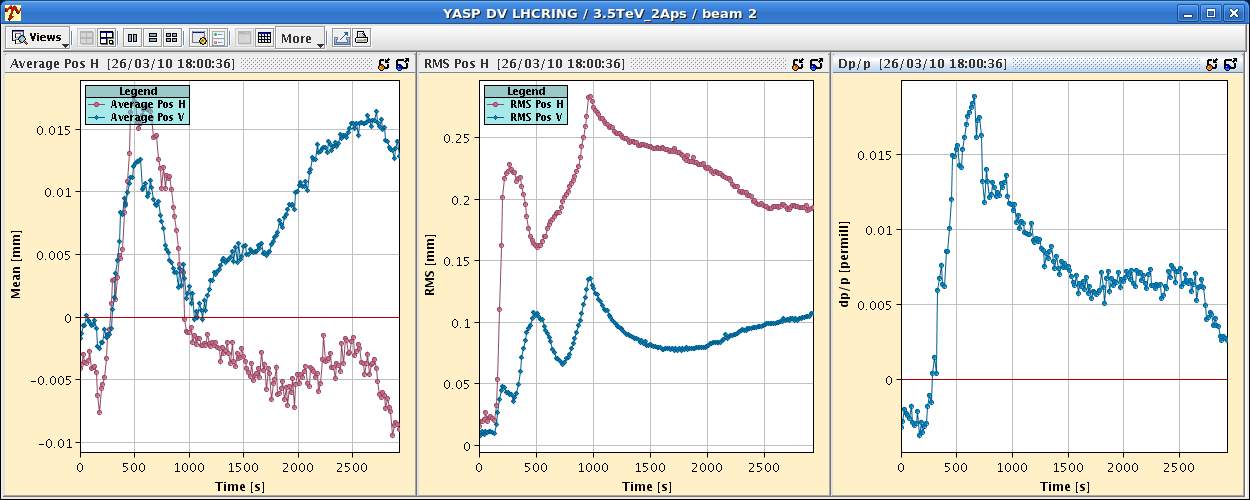 YASP DV LHCRING / 3.5TeV_2Aps / beam 2
Views
More
Average Pos H [26/03/10 18:00:36]
Legend
Average Pos H
Average Pos V
Mean [mm]
0.015
0.01
0.005
0
-0.005
-0.01
0 500 1000 1500 2000 2500
Time [s]
RMS Pos H [26/03/10 18:00:36]
Legend
RMS Pos H
RMS Pos V
RMS [mm]
0.25
0.2
0.15
0.1
0.05
0
0 500 1000 1500 2000 2500
Time [s]
Dp/p [26/03/10 18:00:36]
dp/p [permill]
0.015
0.01
0.005
0
0 500 1000 1500 2000 2500
Time [s]